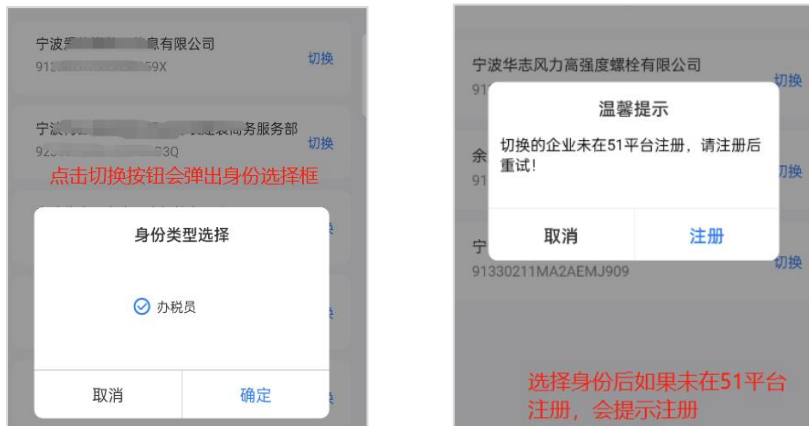 宁波
息有限公司
59X
切换
宁波
商务服务部
3Q
切换
点击切换按钮会弹出身份选择框
身份类型选择
办税员
取消
确定
宁波华志风力高强度螺栓有限公司
91
切换
温馨提示
切换的企业未在51平台注册，请注册后
重试！
余
91
切换
取消
注册
宁
91330211MA2AEMJ909
切换
选择身份后如果未在51平台
注册，会提示注册